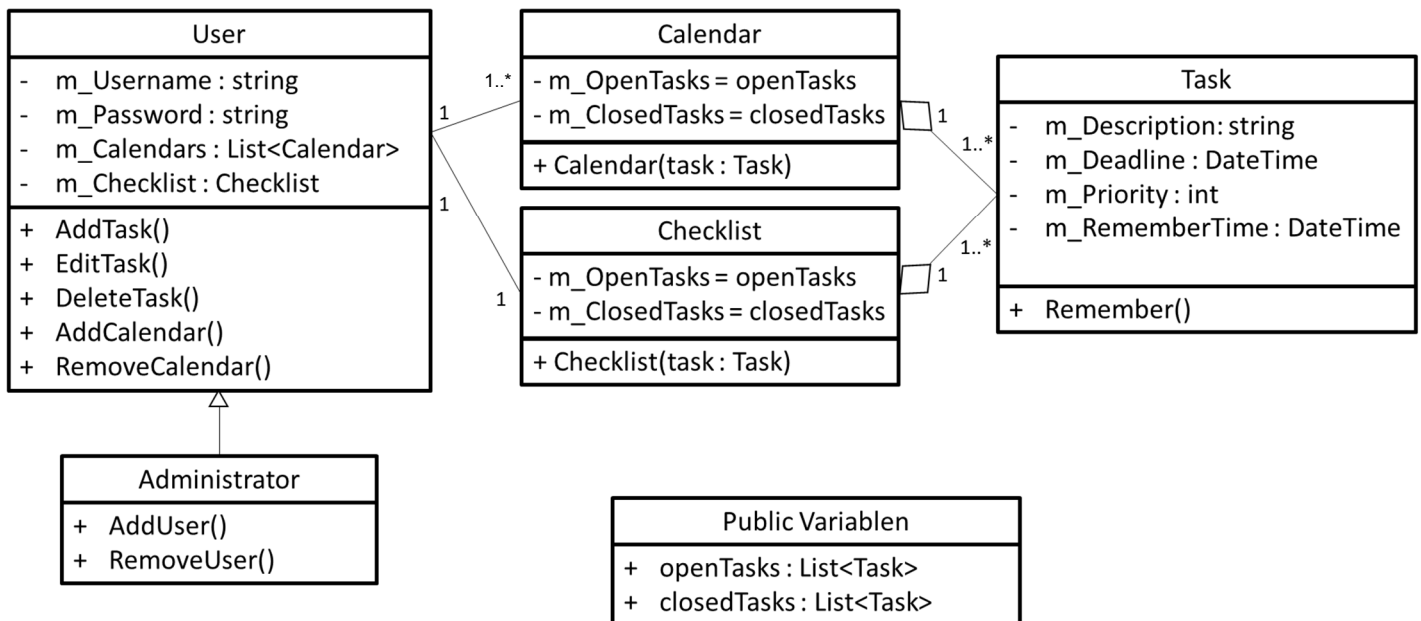 User
- m_Username : string
- m_Password : string
- m_Calendars : List<Calendar>
- m_Checklist : Checklist
+ AddTask()
+ EditTask()
+ DeleteTask()
+ AddCalendar()
+ RemoveCalendar()
1
1..*
1
1
Calendar
- m_OpenTasks = openTasks
- m_ClosedTasks = closedTasks
+ Calendar(task : Task)
1
1..*
Checklist
- m_OpenTasks = openTasks
- m_ClosedTasks = closedTasks
+ Checklist(task : Task)
1..*
1
Task
- m_Description: string
- m_Deadline : DateTime
- m_Priority : int
- m_RememberTime : DateTime
+ Remember()
Administrator
+ AddUser()
+ RemoveUser()
Public Variablen
+ openTasks : List<Task>
+ closedTasks : List<Task>